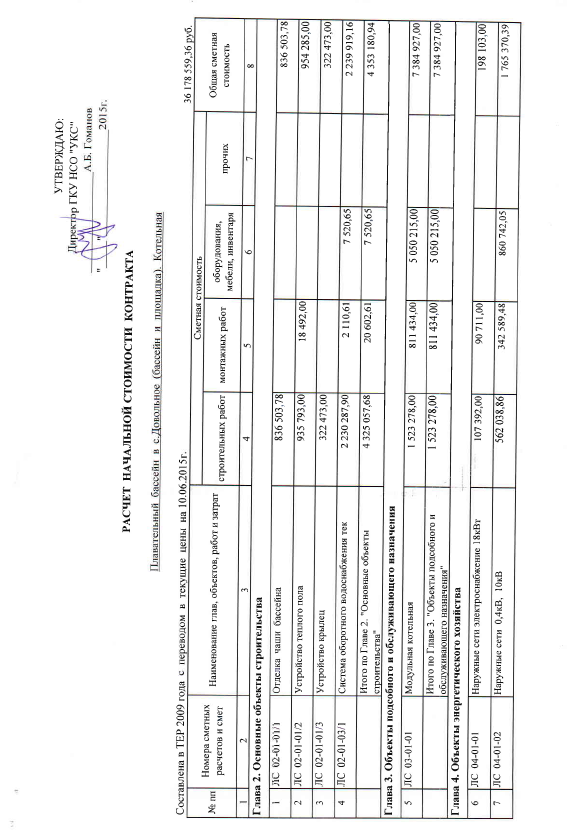 УТВЕРЖДАЮ:
Директор ГКУ НСО "УКС"
А.Б. Гоманов
"        "        2015г.
РАСЧЕТ НАЧАЛЬНОЙ СТОИМОСТИ КОНТРАКТА
Плавательный бассейн в с.Довольное (бассейн и площадка). Котельная
Составлена в ТЕР 2009 года с переводом в текущие цены на 10.06.2015г. 36 178 559,36 руб.
№ пп Номера сметных расчетов и смет Наименование глав, объектов, работ и затрат Сметная стоимость Общая сметная стоимость
строительных работ монтажных работ оборудования, мебели, инвентаря прочих
1 2 3 4 5 6 7 8
Глава 2. Основные объекты строительства
1 ЛС 02-01-01/1 Отделка чаши бассейна 836 503,78 836 503,78
2 ЛС 02-01-01/2 Устройство теплого пола 935 793,00 18 492,00 954 285,00
3 ЛС 02-01-01/3 Устройство крылец 322 473,00 322 473,00
4 ЛС 02-01-03/1 Система оборотного водоснабжения тек 2 230 287,90 2 110,61 7 520,65 2 239 919,16
Итого по Главе 2. "Основные объекты строительства" 4 325 057,68 20 602,61 7 520,65 4 353 180,94
Глава 3. Объекты подсобного и обслуживающего назначения
5 ЛС 03-01-01 Модульная котельная 1 523 278,00 811 434,00 5 050 215,00 7 384 927,00
Итого по Главе 3. "Объекты подсобного и обслуживающего назначения" 1 523 278,00 811 434,00 5 050 215,00 7 384 927,00
Глава 4. Объекты энергетического хозяйства
6 ЛС 04-01-01 Наружные сети электроснабжение 18кВт 107 392,00 90 711,00 198 103,00
7 ЛС 04-01-02 Наружные сети 0,4кВ, 10кВ 562 038,86 342 589,48 860 742,05 1 765 370,39